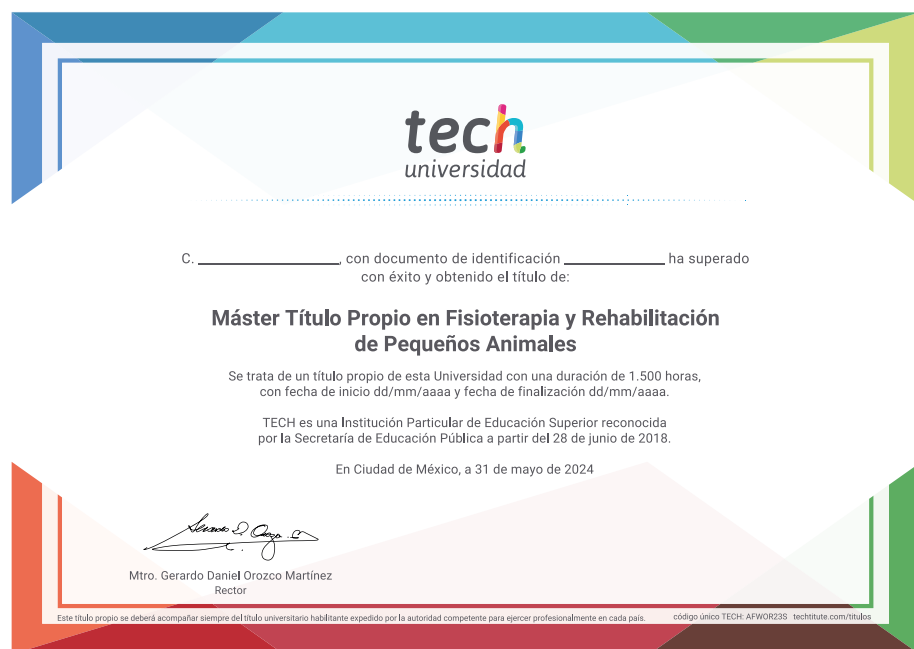 tech
universidad
C. ____________, con documento de identificación ____________ ha superado
con éxito y obtenido el título de:
Máster Título Propio en Fisioterapia y Rehabilitación
de Pequeños Animales
Se trata de un título propio de esta Universidad con una duración de 1.500 horas,
con fecha de inicio dd/mm/aaaa y fecha de finalización dd/mm/aaaa.
TECH es una Institución Particular de Educación Superior reconocida
por la Secretaría de Educación Pública a partir del 28 de junio de 2018.
En Ciudad de México, a 31 de mayo de 2024
Mtro. Gerardo Daniel Orozco Martínez
Rector
Este título propio se deberá acompañar siempre del título universitario habilitante expedido por la autoridad competente para ejercer profesionalmente en cada país. código único TECH: AFWOR23S techtitute.com/titulos